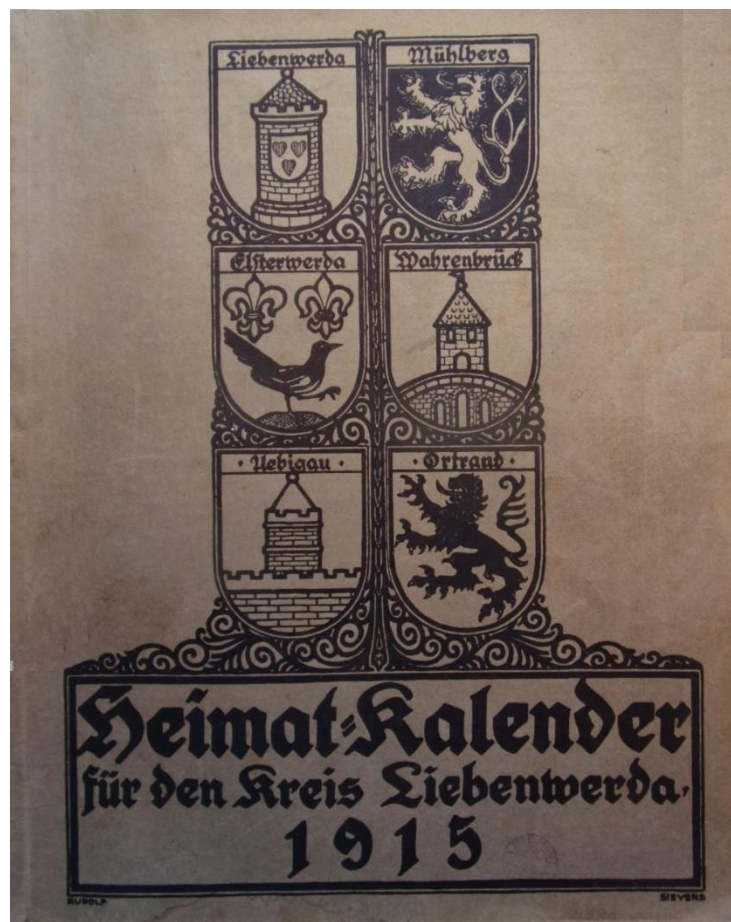 Liebenwerda
Mühlberg
Elsterwerda
Wahrenbrück
· Uebigau ·
· Ortrand ·
Heimat=Kalender
für den Kreis Liebenwerda,
1915
RUDOLF
SIEVERS